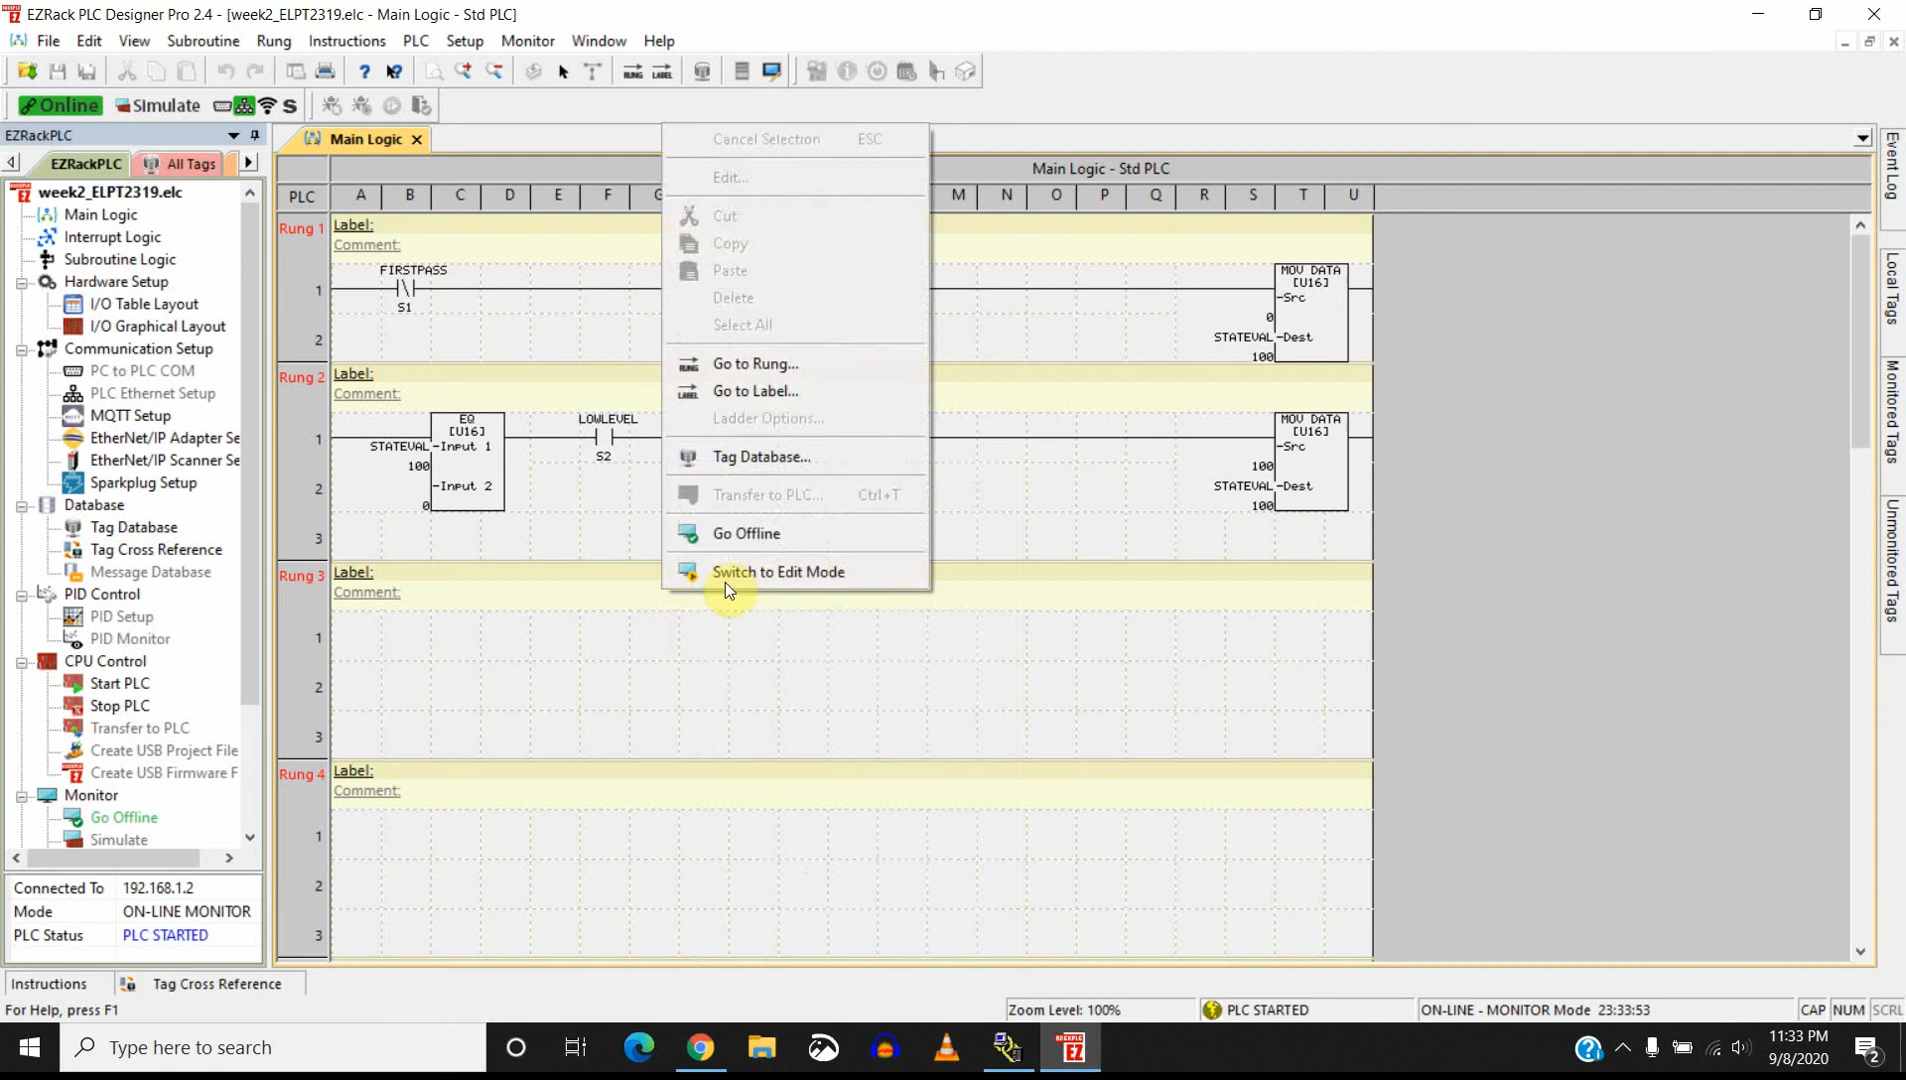 EZRack PLC Designer Pro 2.4 - [week2_ELPT2319.elc - Main Logic - Std PLC]
File Edit View Subroutine Rung Instructions PLC Setup Monitor Window Help
RUNG LABEL
Online Simulate S
EZRackPLC
EZRackPLC All Tags
week2_ELPT2319.elc
Main Logic
Interrupt Logic
Subroutine Logic
Hardware Setup
I/O Table Layout
I/O Graphical Layout
Communication Setup
PC to PLC COM
PLC Ethernet Setup
MQTT Setup
EtherNet/IP Adapter Se
EtherNet/IP Scanner Se
Sparkplug Setup
Database
Tag Database
Tag Cross Reference
Message Database
PID Control
PID Setup
PID Monitor
CPU Control
Start PLC
Stop PLC
Transfer to PLC
Create USB Project File
Create USB Firmware F
Monitor
Go Offline
Simulate
Connected To 192.168.1.2
Mode ON-LINE MONITOR
PLC Status PLC STARTED
Main Logic
Main Logic - Std PLC
PLC A B C D E F G M N O P Q R S T U
Rung 1 Label:
Comment:
FIRSTPASS
1
S1
2
MOV DATA
[U16]
Src
0
STATEVAL Dest
100
Rung 2 Label:
Comment:
EQ
[U16]
1
STATEVAL Input 1
100
2
Input 2
0
LOWLEVEL
S2
3
MOV DATA
[U16]
Src
100
STATEVAL Dest
100
Rung 3 Label:
Comment:
1
2
3
Rung 4 Label:
Comment:
1
2
3
Cancel Selection ESC
Edit...
Cut
Copy
Paste
Delete
Select All
RUNG Go to Rung...
LABEL Go to Label...
Ladder Options...
Tag Database...
Transfer to PLC... Ctrl+T
Go Offline
Switch to Edit Mode
Event Log
Local Tags
Monitored Tags
Unmonitored Tags
Instructions Tag Cross Reference
For Help, press F1 Zoom Level: 100% PLC STARTED ON-LINE - MONITOR Mode 23:33:53 CAP NUM SCRL
Type here to search
RACKPLC
EZ
11:33 PM
9/8/2020
2